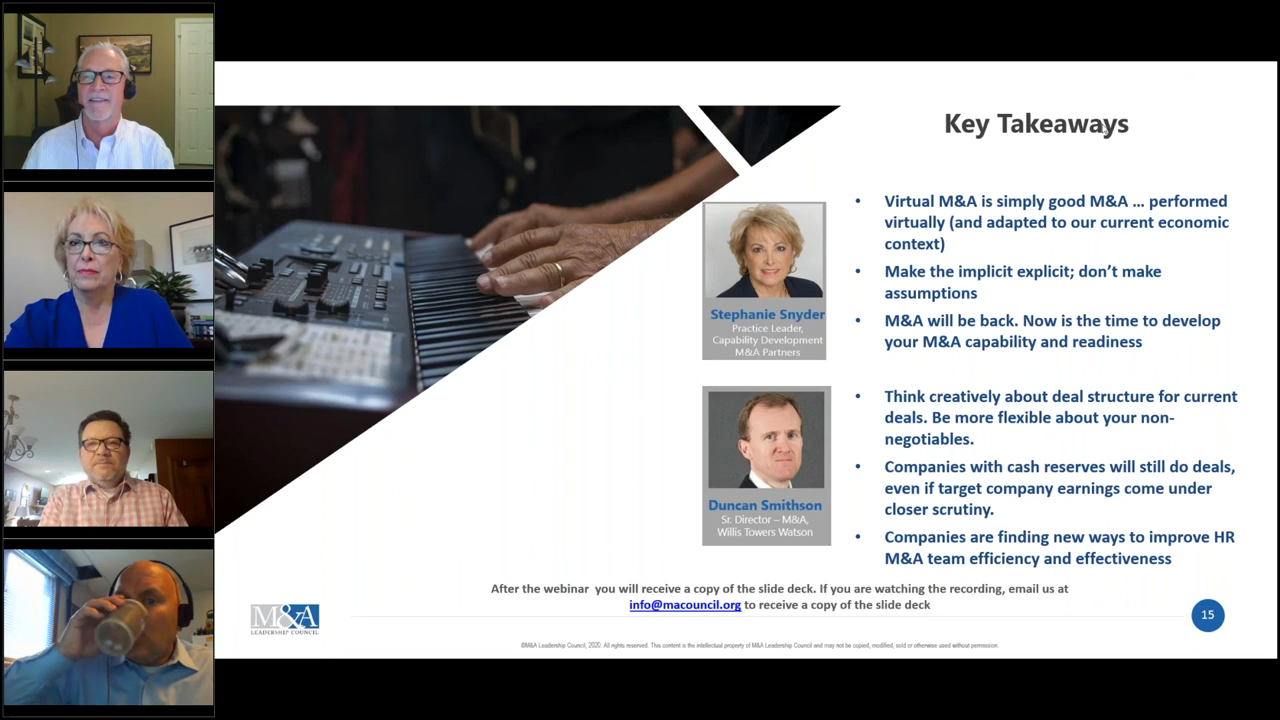 Key Takeaways
• Virtual M&A is simply good M&A ... performed
virtually (and adapted to our current economic
context)
• Make the implicit explicit; don't make
assumptions
• M&A will be back. Now is the time to develop
your M&A capability and readiness
Stephanie Snyder
Practice Leader,
Capability Development
M&A Partners
• Think creatively about deal structure for current
deals. Be more flexible about your non-
negotiables.
• Companies with cash reserves will still do deals,
even if target company earnings come under
closer scrutiny.
• Companies are finding new ways to improve HR
M&A team efficiency and effectiveness
Duncan Smithson
Sr. Director – M&A,
Willis Towers Watson
After the webinar you will receive a copy of the slide deck. If you are watching the recording, email us at
info@macouncil.org to receive a copy of the slide deck
M&A
LEADERSHIP COUNCIL
15
©M&A Leadership Council, 2020. All rights reserved. This content is the intellectual property of M&A Leadership Council and may not be copied, modified, sold or otherwise used without permission.